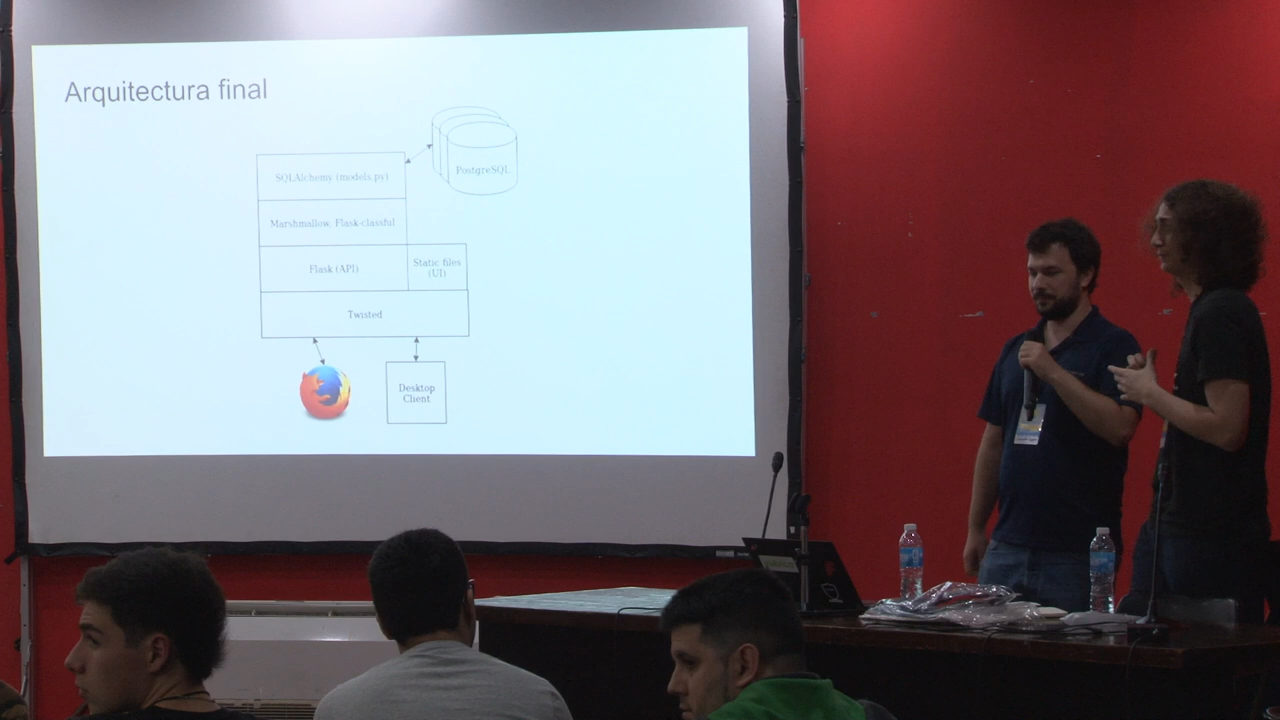 Arquitectura final
PostgreSQL
SQLAlchemy (models.py)
Marshmallow, Flask-classful
Flask (API)
Static files
(UI)
Twisted
Desktop
Client